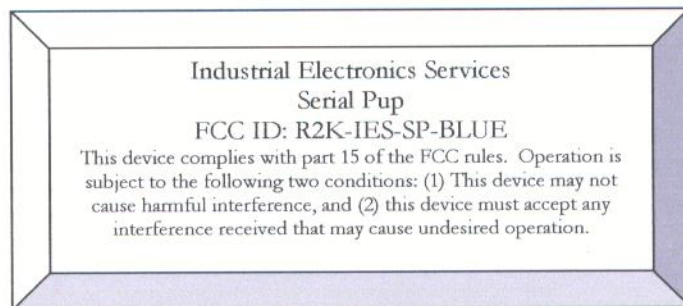 Industrial Electronics Services
Serial Pup
FCC ID: R2K-IES-SP-BLUE
This device complies with part 15 of the FCC rules. Operation is
subject to the following two conditions: (1) This device may not
cause harmful interference, and (2) this device must accept any
interference received that may cause undesired operation.